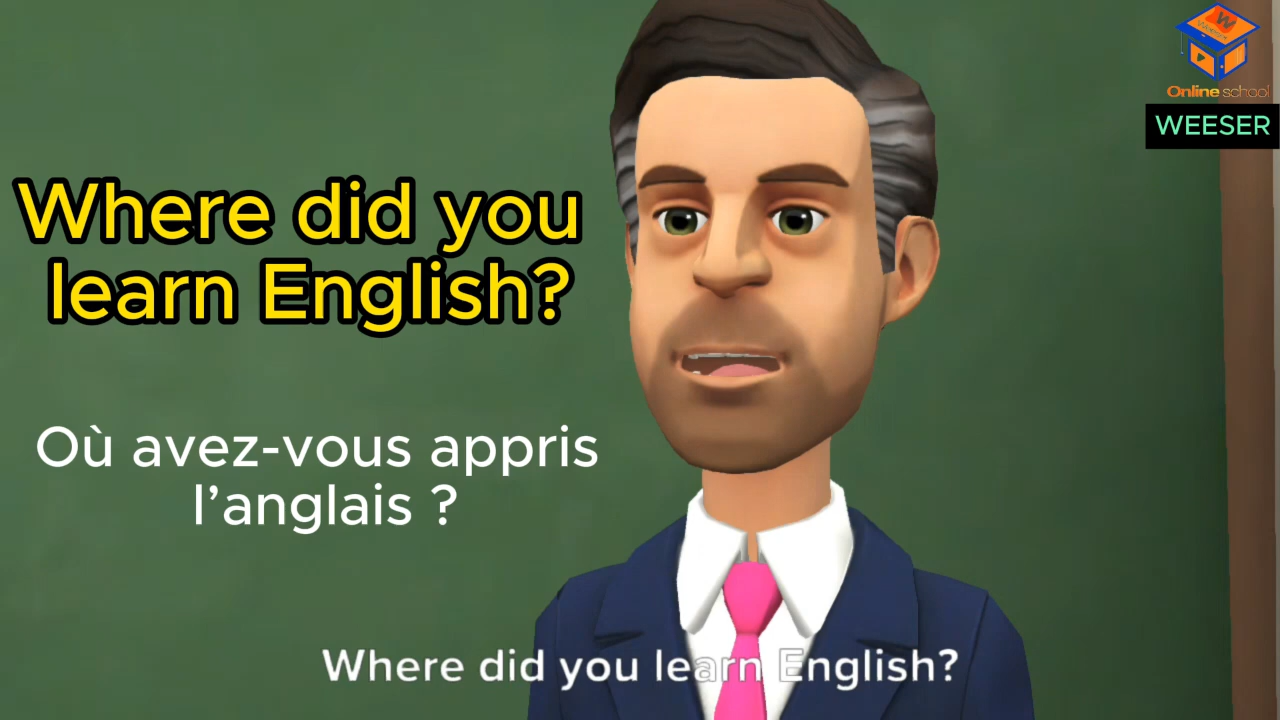 Where did you
learn English?
Où avez-vous appris
l’anglais ?
Where did you learn English?
W
Online school
WEESER